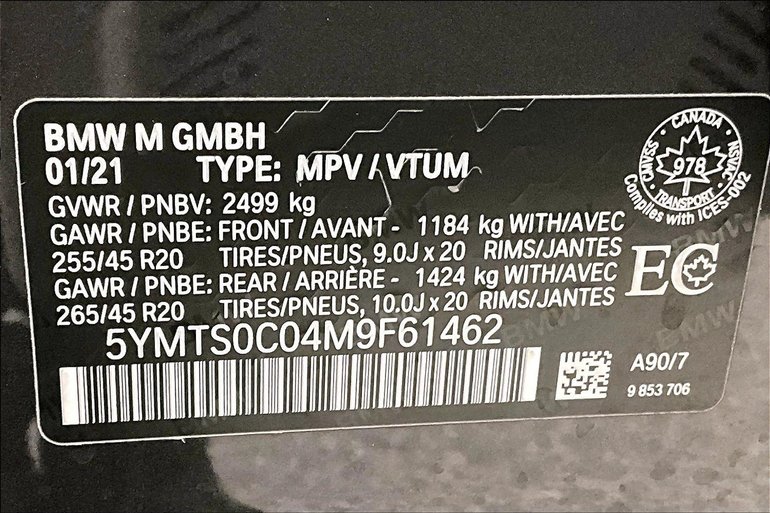 BMW M GMBH
01/21 TYPE: MPV / VTUM
GVWR / PNBV: 2499 kg
GAWR / PNBE: FRONT / AVANT - 1184 kg WITH/AVEC
255/45 R20 TIRES/PNEUS, 9.0J x 20 RIMS/JANTES
GAWR / PNBE: REAR / ARRIÈRE - 1424 kg WITH/AVEC
265/45 R20 TIRES/PNEUS, 10.0J x 20 RIMS/JANTES
5YMTS0C04M9F61462
CANADA
CMVSS
978
NSVAC
TRANSPORT
Complies with ICES-002
EC
A90/7
9 853 706